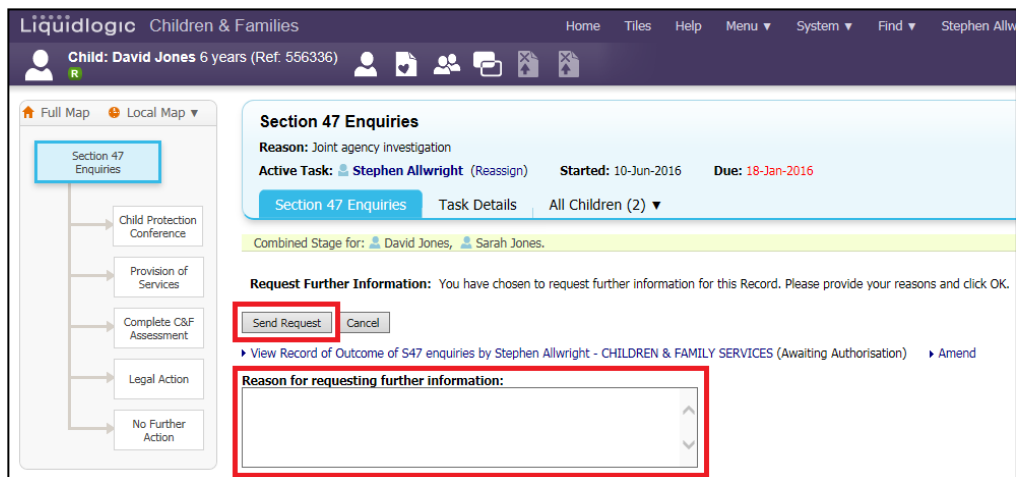 Liquidlogic Children & Families Home Tiles Help Menu ▼ System ▼ Find ▼ Stephen Allw
Child: David Jones 6 years (Ref: 556336)
R
Full Map Local Map ▼
Section 47
Enquiries
Child Protection
Conference
Provision of
Services
Complete C&F
Assessment
Legal Action
No Further
Action
Section 47 Enquiries
Reason: Joint agency investigation
Active Task: Stephen Allwright (Reassign) Started: 10-Jun-2016 Due: 18-Jan-2016
Section 47 Enquiries Task Details All Children (2) ▼
Combined Stage for: David Jones, Sarah Jones.
Request Further Information: You have chosen to request further information for this Record. Please provide your reasons and click OK.
Send Request Cancel
View Record of Outcome of S47 enquiries by Stephen Allwright - CHILDREN & FAMILY SERVICES (Awaiting Authorisation) Amend
Reason for requesting further information: